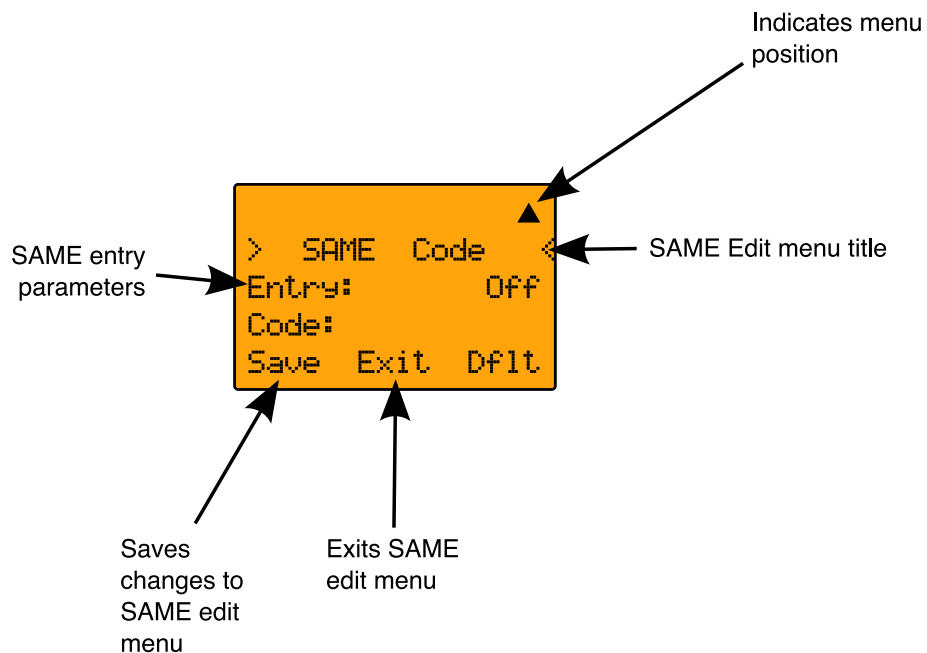 Indicates menu
position
▲
> SAME Code <
Entry: Off
Code:
Save Exit Dflt
SAME entry
parameters
SAME Edit menu title
Saves
changes to
SAME edit
menu
Exits SAME
edit menu